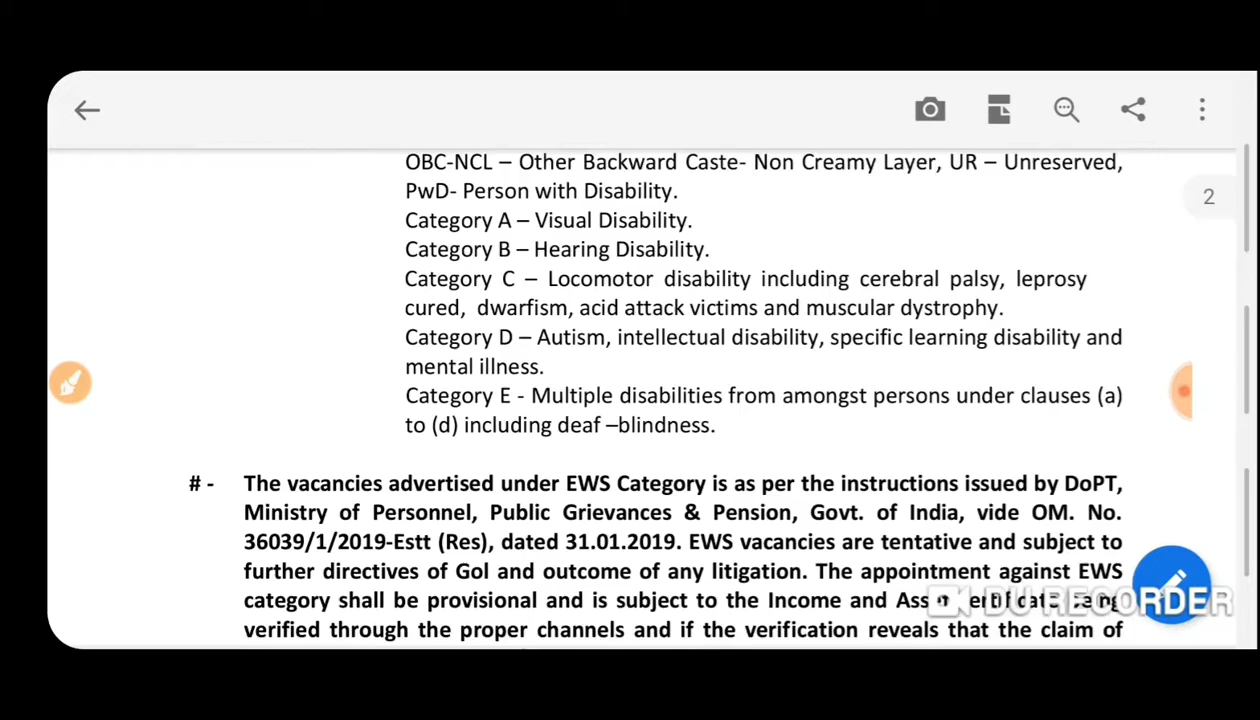 OBC-NCL – Other Backward Caste- Non Creamy Layer, UR – Unreserved,
PwD- Person with Disability.
2
Category A – Visual Disability.
Category B – Hearing Disability.
Category C – Locomotor disability including cerebral palsy, leprosy
cured, dwarfism, acid attack victims and muscular dystrophy.
Category D – Autism, intellectual disability, specific learning disability and
mental illness.
Category E - Multiple disabilities from amongst persons under clauses (a)
to (d) including deaf –blindness.
# - The vacancies advertised under EWS Category is as per the instructions issued by DoPT,
Ministry of Personnel, Public Grievances & Pension, Govt. of India, vide OM. No.
36039/1/2019-Estt (Res), dated 31.01.2019. EWS vacancies are tentative and subject to
further directives of GoI and outcome of any litigation. The appointment against EWS
category shall be provisional and is subject to the Income and being
DU RECORDER
verified through the proper channels and if the verification reveals that the claim of